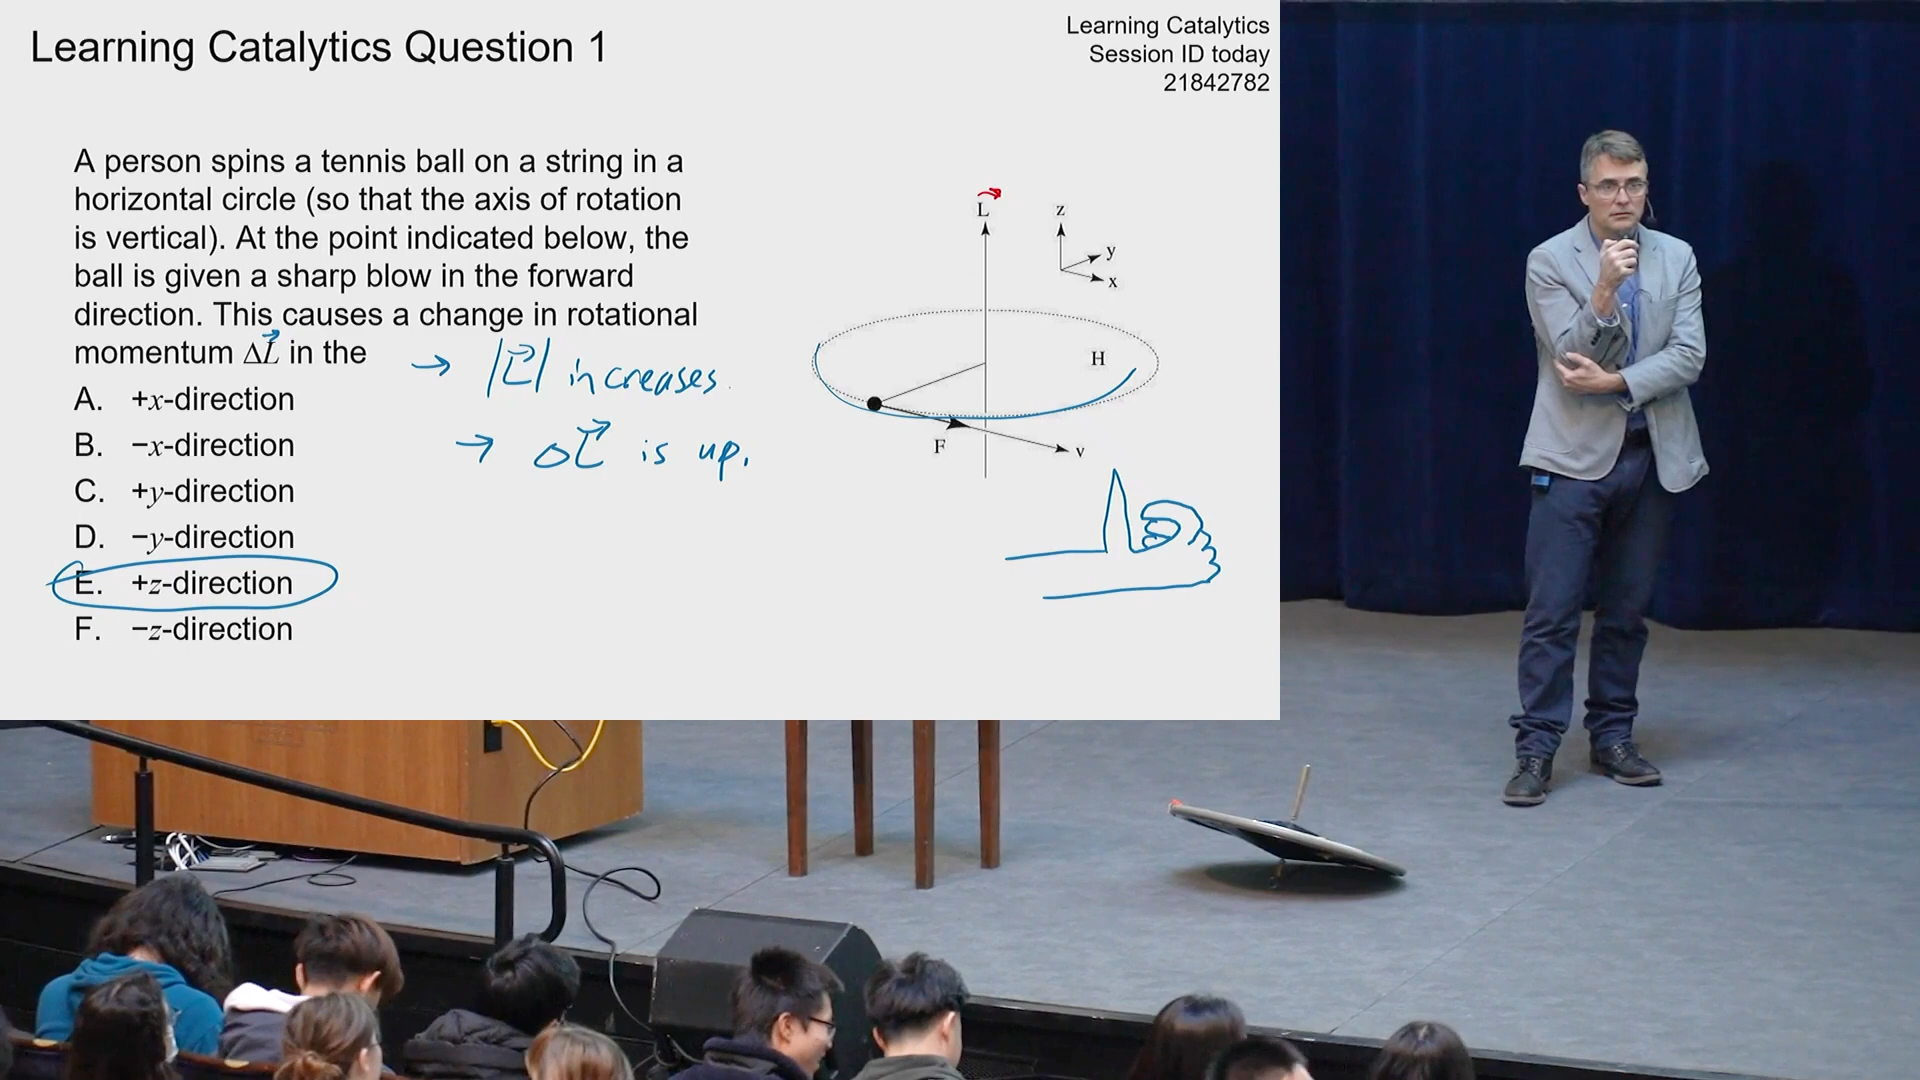 Learning Catalytics Question 1
Learning Catalytics
Session ID today
21842782
A person spins a tennis ball on a string in a
horizontal circle (so that the axis of rotation
is vertical). At the point indicated below, the
ball is given a sharp blow in the forward
direction. This causes a change in rotational
momentum ΔL⃗ in the
→ |L⃗| increases.
→ ΔL⃗ is up.
A. +x-direction
B. −x-direction
C. +y-direction
D. −y-direction
E. +z-direction
F. −z-direction
L
z
y
x
H
F
v